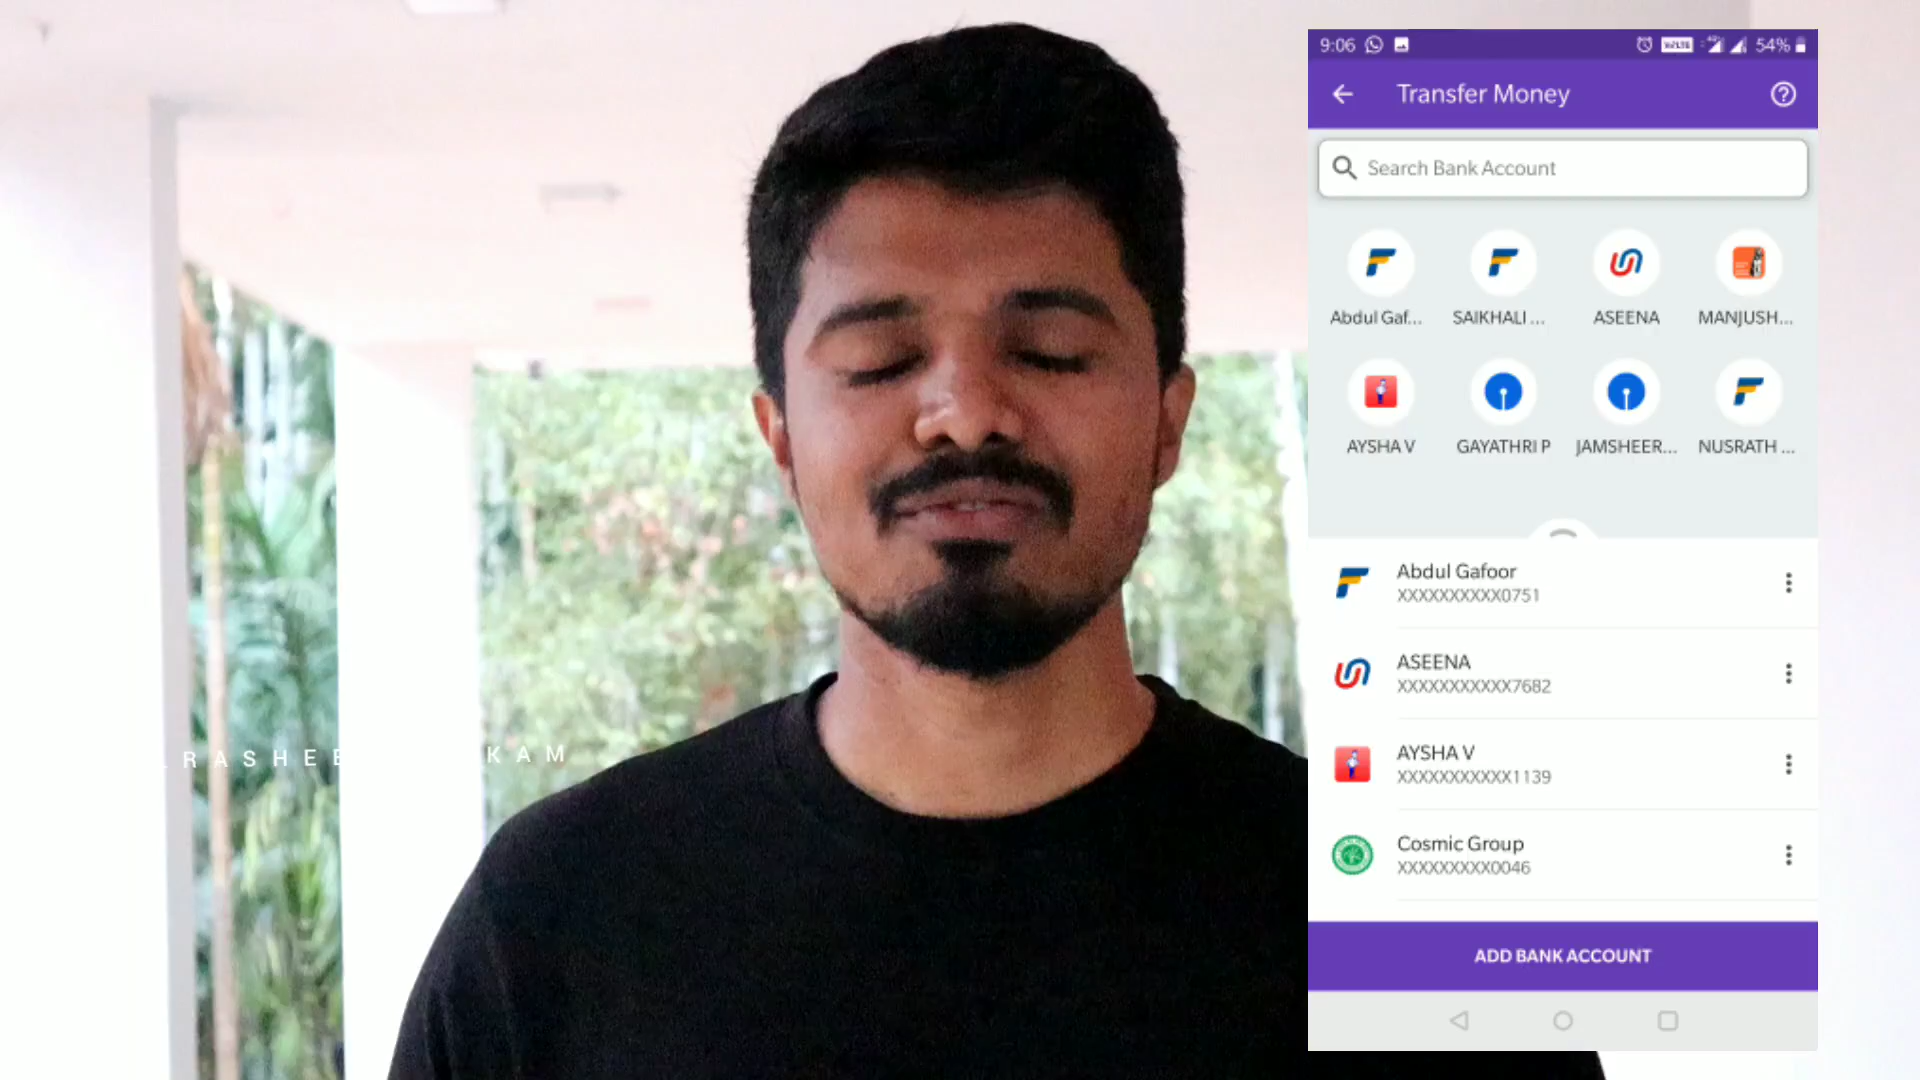 9:06
54%
Transfer Money
Search Bank Account
Abdul Gaf...
SAIKHALI ...
ASEENA
MANJUSH...
AYSHA V
GAYATHRI P
JAMSHEER...
NUSRATH ...
Abdul Gafoor
XXXXXXXXXX0751
ASEENA
XXXXXXXXXXX7682
AYSHA V
XXXXXXXXXXX1139
Cosmic Group
XXXXXXXXX0046
ADD BANK ACCOUNT